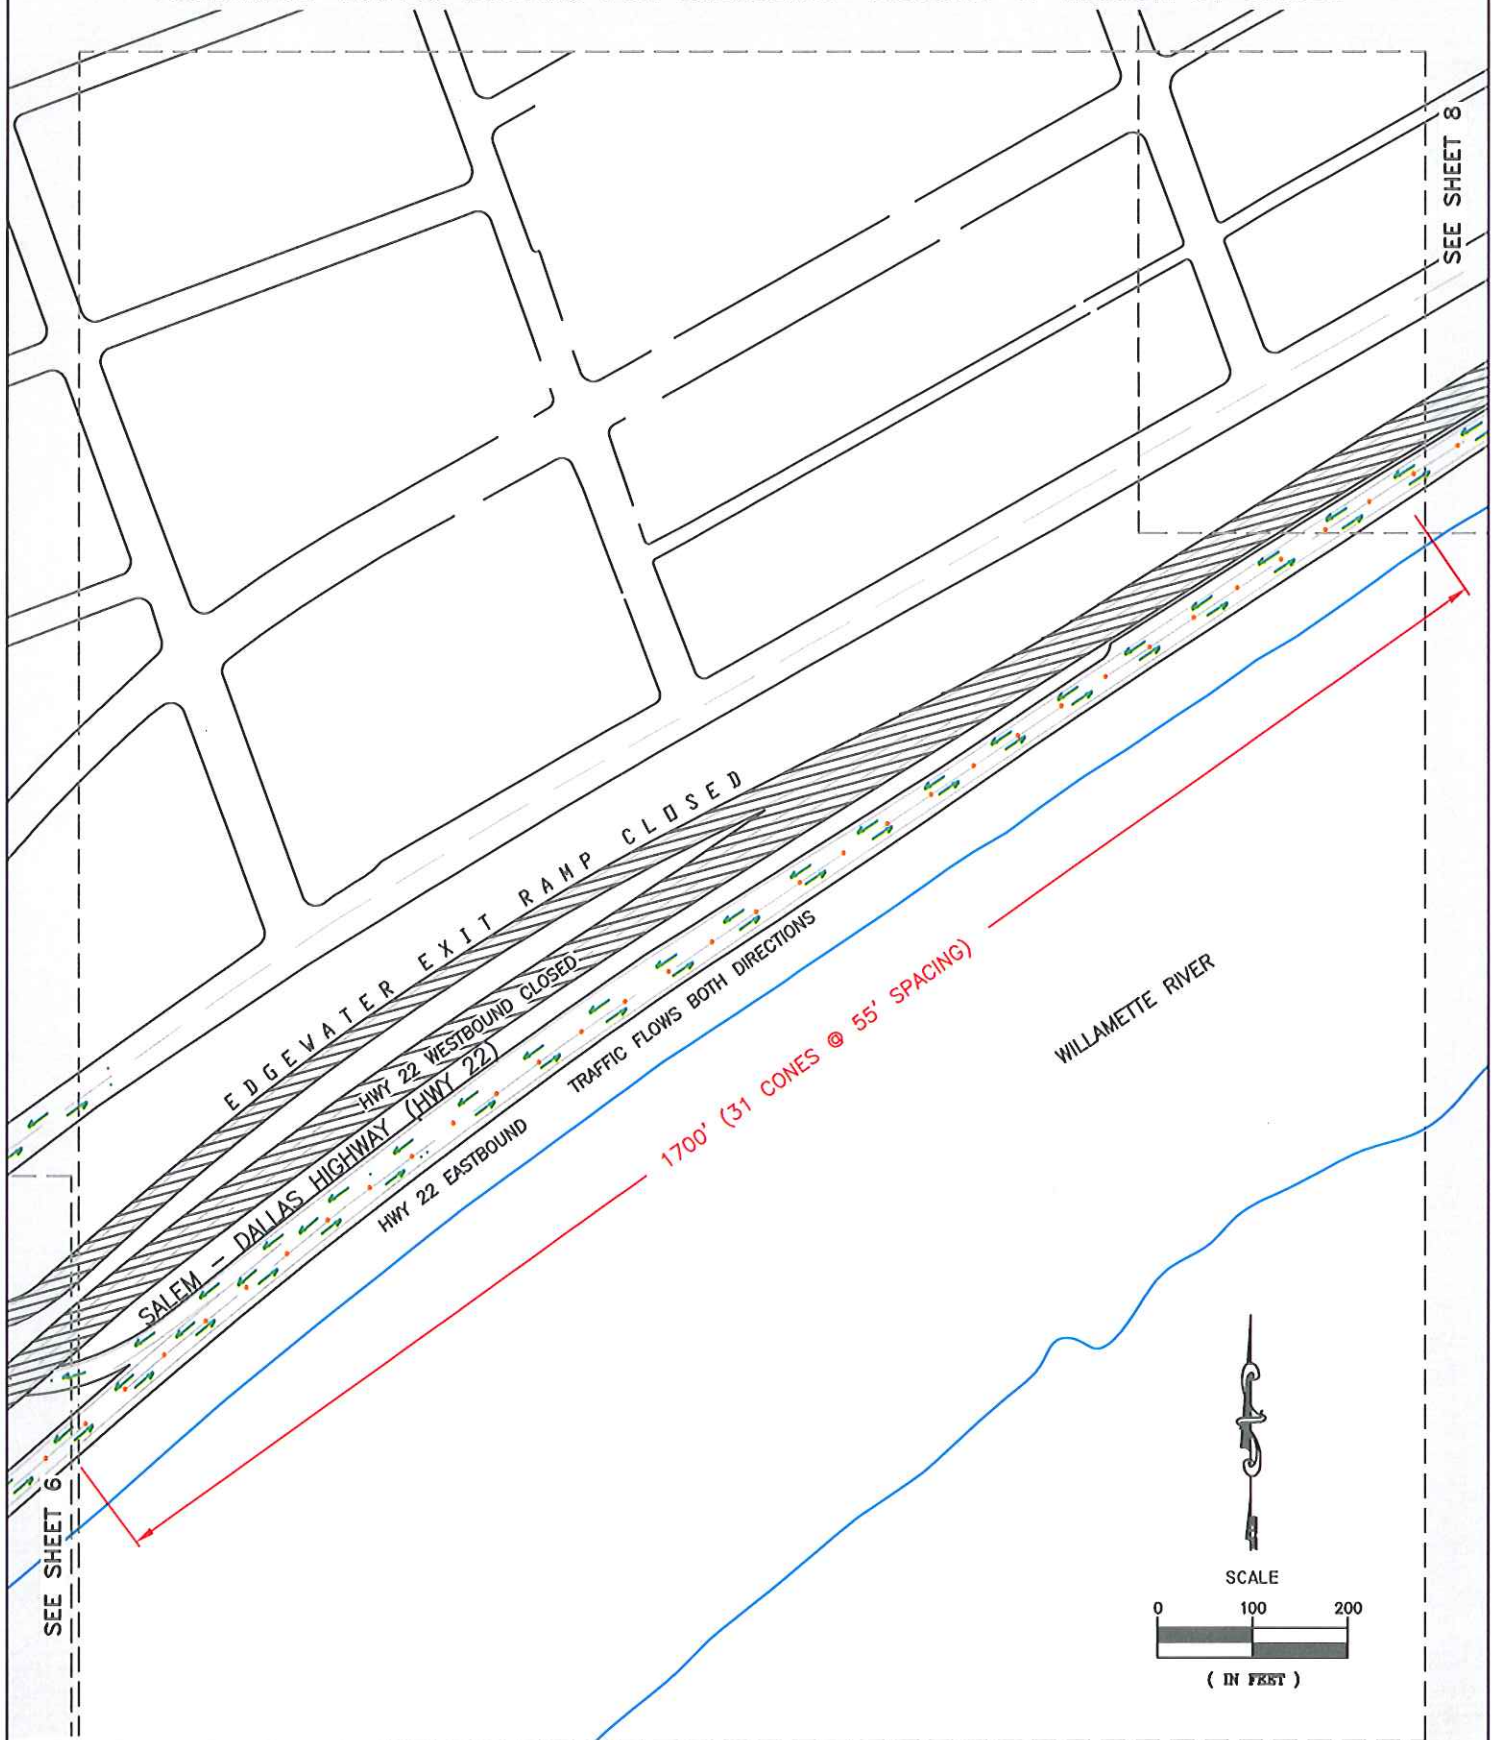 SEE SHEET 8
EDGEWATER EXIT RAMP CLOSED
HWY 22 WESTBOUND CLOSED
SALEM - DALLAS HIGHWAY (HWY 22)
TRAFFIC FLOWS BOTH DIRECTIONS
HWY 22 EASTBOUND
1700' (31 CONES @ 55' SPACING)
WILLAMETTE RIVER
SEE SHEET 6
SCALE
0 100 200
( IN FEET )